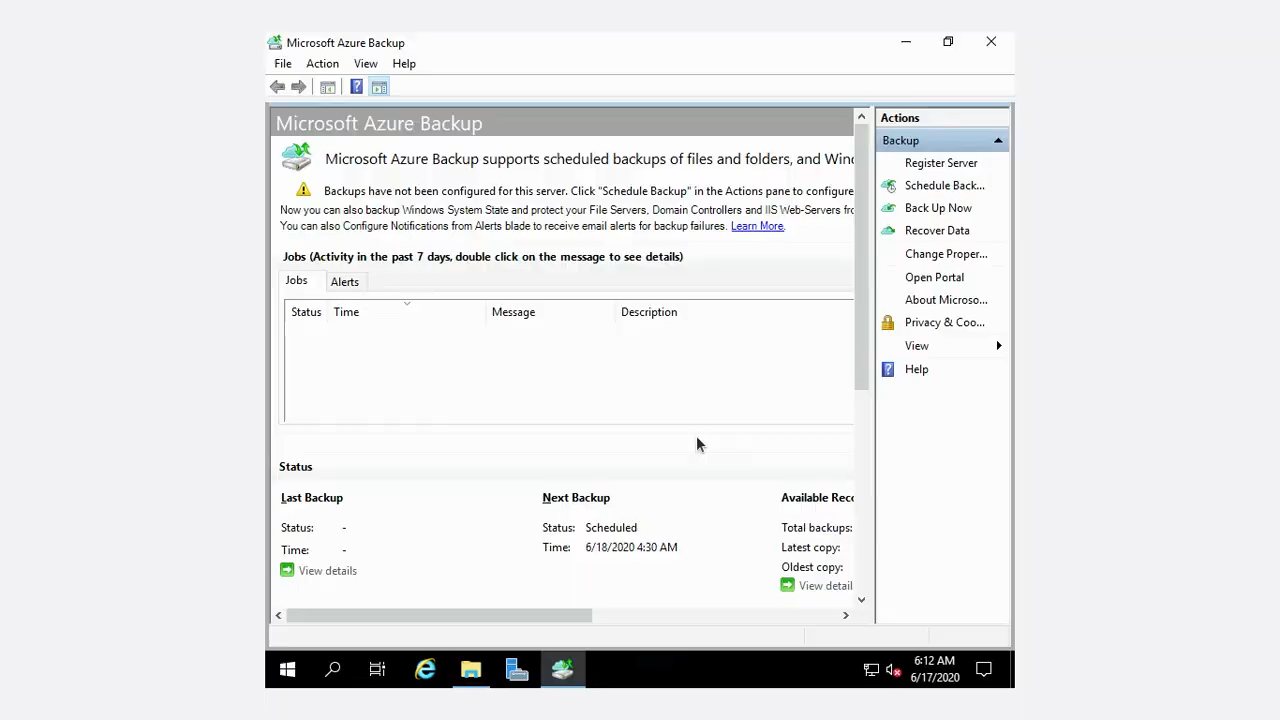 Microsoft Azure Backup
File Action View Help
Microsoft Azure Backup
Microsoft Azure Backup supports scheduled backups of files and folders, and Win
Backups have not been configured for this server. Click "Schedule Backup" in the Actions pane to configure
Now you can also backup Windows System State and protect your File Servers, Domain Controllers and IIS Web-Servers fr
You can also Configure Notifications from Alerts blade to receive email alerts for backup failures. Learn More.
Jobs (Activity in the past 7 days, double click on the message to see details)
Jobs Alerts
Status Time Message Description
Status
Last Backup
Status: -
Time: -
View details
Next Backup
Status: Scheduled
Time: 6/18/2020 4:30 AM
Available Rec
Total backups:
Latest copy:
Oldest copy:
View detail
Actions
Backup
Register Server
Schedule Back...
Back Up Now
Recover Data
Change Proper...
Open Portal
About Microso...
Privacy & Coo...
View
Help
6:12 AM
6/17/2020